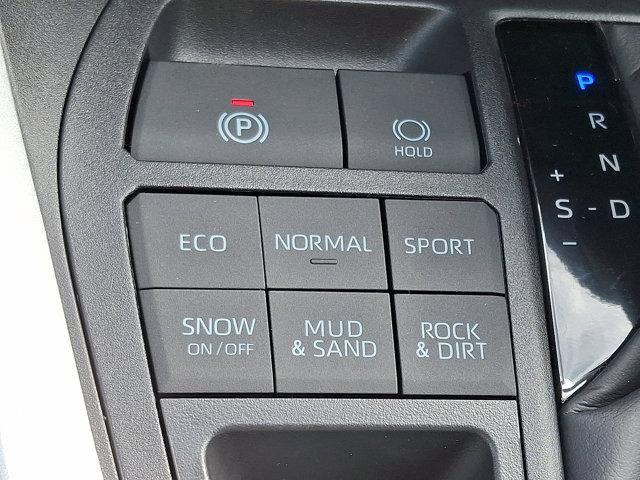 P
HOLD
P
R
N
+
S - D
−
ECO
NORMAL
SPORT
SNOW
ON/OFF
MUD
& SAND
ROCK
& DIRT